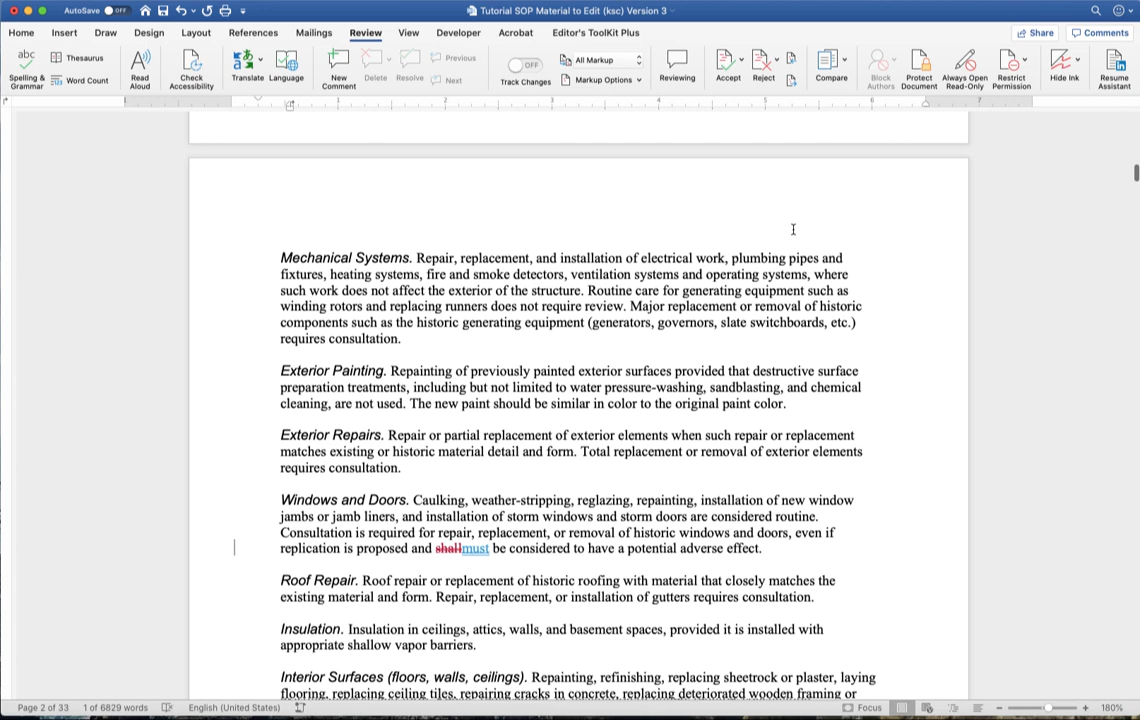 AutoSave OFF
Tutorial SOP Material to Edit (ksc) Version 3
Home Insert Draw Design Layout References Mailings Review View Developer Acrobat Editor's ToolKit Plus Share Comments
abc Spelling & Grammar
Thesaurus
Word Count
Read Aloud
Check Accessibility
Translate
Language
New Comment
Delete
Resolve
Previous
Next
OFF
Track Changes
All Markup
Markup Options
Reviewing
Accept
Reject
Compare
Block Authors
Protect Document
Always Open Read-Only
Restrict Permission
Hide Ink
Resume Assistant
1 2 3 4 5 6 7
Mechanical Systems. Repair, replacement, and installation of electrical work, plumbing pipes and
fixtures, heating systems, fire and smoke detectors, ventilation systems and operating systems, where
such work does not affect the exterior of the structure. Routine care for generating equipment such as
winding rotors and replacing runners does not require review. Major replacement or removal of historic
components such as the historic generating equipment (generators, governors, slate switchboards, etc.)
requires consultation.
Exterior Painting. Repainting of previously painted exterior surfaces provided that destructive surface
preparation treatments, including but not limited to water pressure-washing, sandblasting, and chemical
cleaning, are not used. The new paint should be similar in color to the original paint color.
Exterior Repairs. Repair or partial replacement of exterior elements when such repair or replacement
matches existing or historic material detail and form. Total replacement or removal of exterior elements
requires consultation.
Windows and Doors. Caulking, weather-stripping, reglazing, repainting, installation of new window
jambs or jamb liners, and installation of storm windows and storm doors are considered routine.
Consultation is required for repair, replacement, or removal of historic windows and doors, even if
replication is proposed and shallmust be considered to have a potential adverse effect.
Roof Repair. Roof repair or replacement of historic roofing with material that closely matches the
existing material and form. Repair, replacement, or installation of gutters requires consultation.
Insulation. Insulation in ceilings, attics, walls, and basement spaces, provided it is installed with
appropriate shallow vapor barriers.
Interior Surfaces (floors, walls, ceilings). Repainting, refinishing, replacing sheetrock or plaster, laying
flooring, replacing ceiling tiles, repairing cracks in concrete, replacing deteriorated wooden framing or
Page 2 of 33 1 of 6829 words English (United States) Focus 180%